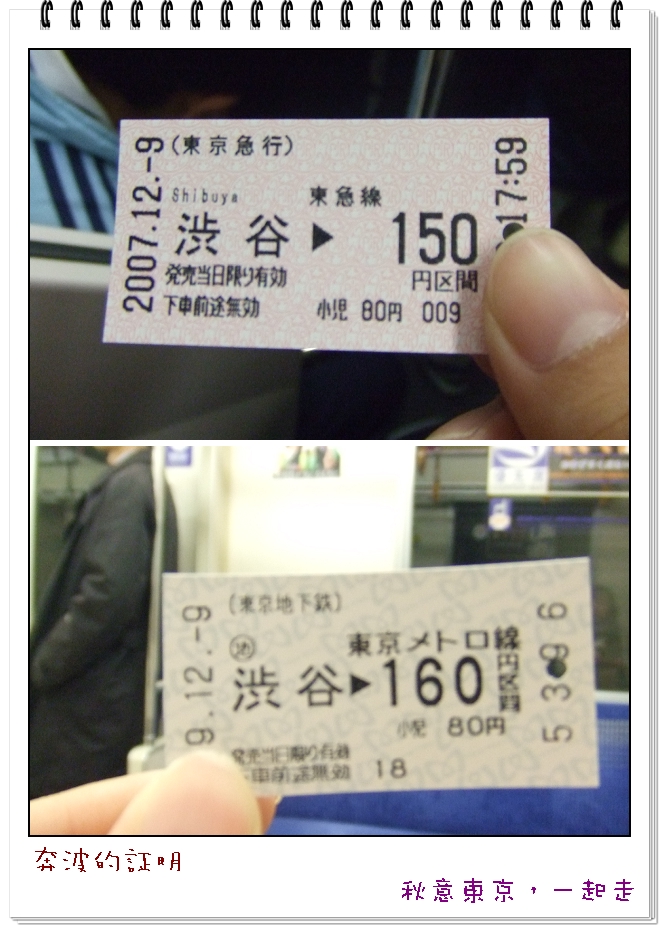 2007.12.-9
(東京急行)
17:59
Shibuya
東急線
渋谷▶150
円区間
発売当日限り有効
下車前途無効
小児 80円 009
9.12.-9
(東京地下鉄)
地
東京メトロ線
渋谷▶160
円区間
小児 80円
発売当日限り有効
下車前途無効 18
奔波的証明
秋意東京，一起走